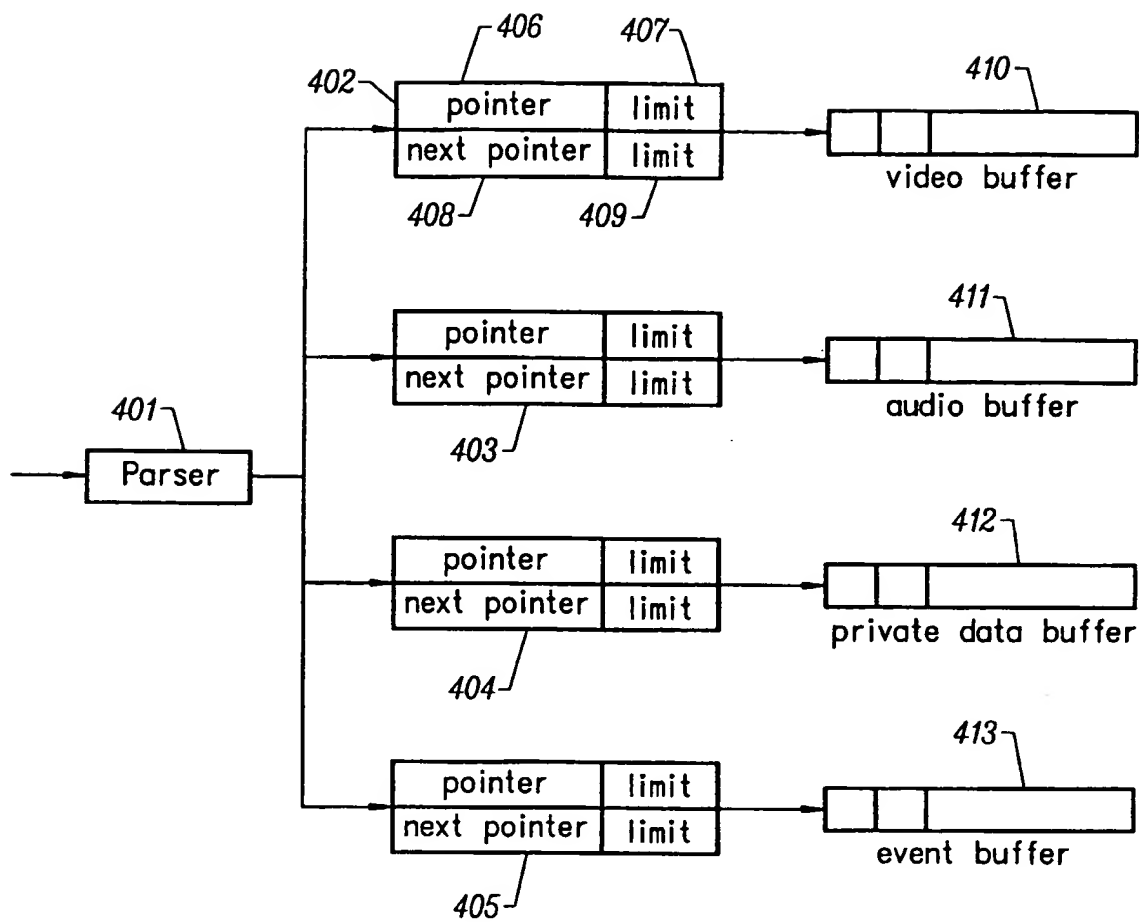 406
407
402
410
pointer limit
next pointer limit
video buffer
408
409
411
pointer limit
next pointer limit
audio buffer
401
403
Parser
412
pointer limit
next pointer limit
private data buffer
404
413
pointer limit
next pointer limit
event buffer
405